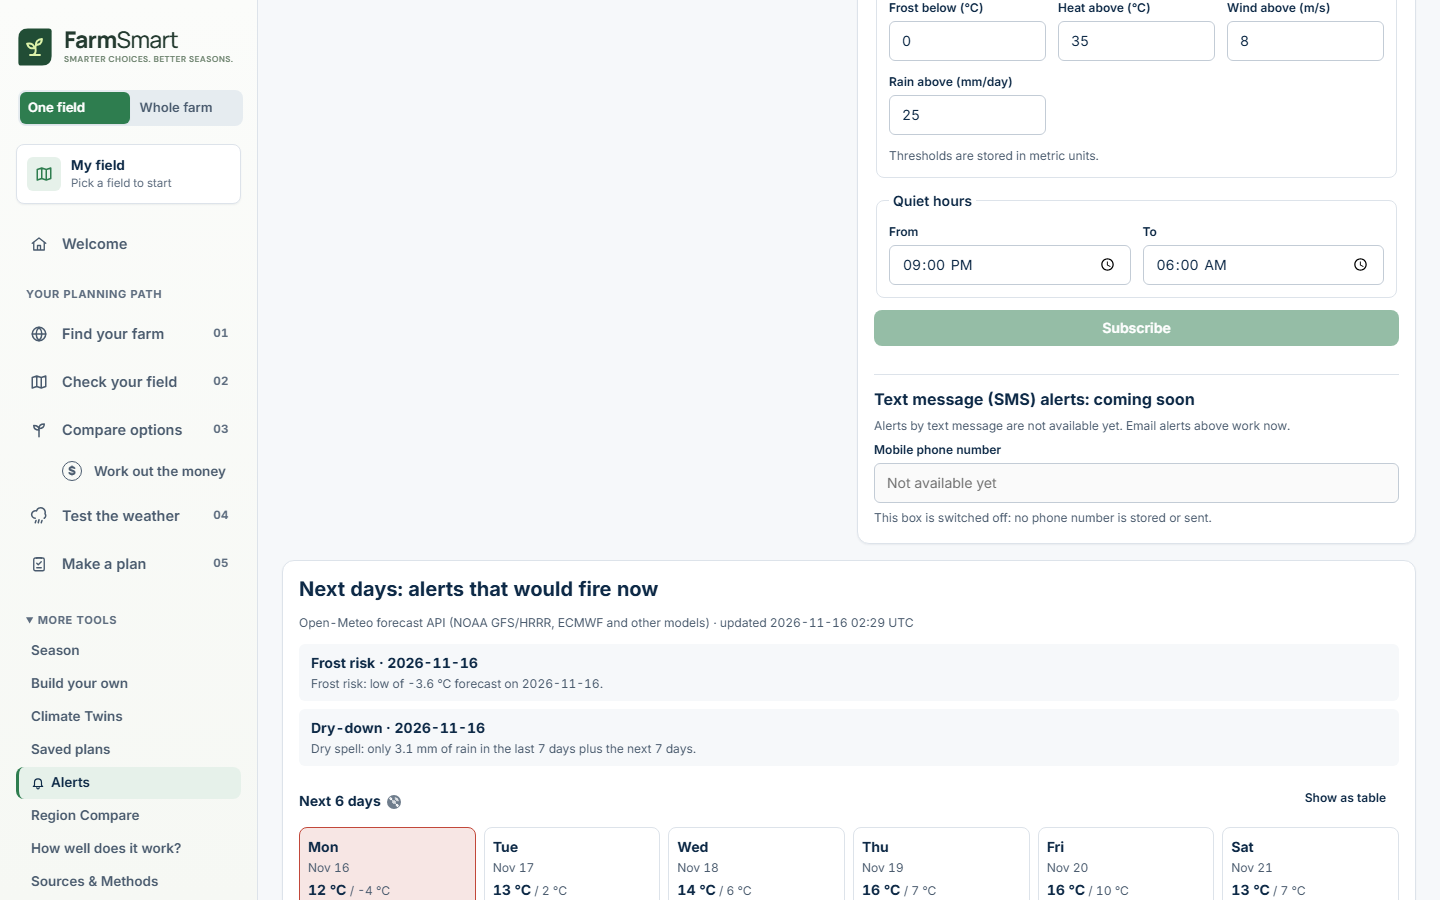 FarmSmart
SMARTER CHOICES. BETTER SEASONS.
One field
Whole farm
My field
Pick a field to start
Welcome
YOUR PLANNING PATH
Find your farm 01
Check your field 02
Compare options 03
$ Work out the money
Test the weather 04
Make a plan 05
▾ MORE TOOLS
Season
Build your own
Climate Twins
Saved plans
Alerts
Region Compare
How well does it work?
Sources & Methods
Frost below (°C) Heat above (°C) Wind above (m/s)
0 35 8
Rain above (mm/day)
25
Thresholds are stored in metric units.
Quiet hours
From To
09:00 PM 06:00 AM
Subscribe
Text message (SMS) alerts: coming soon
Alerts by text message are not available yet. Email alerts above work now.
Mobile phone number
Not available yet
This box is switched off: no phone number is stored or sent.
Next days: alerts that would fire now
Open-Meteo forecast API (NOAA GFS/HRRR, ECMWF and other models) · updated 2026-11-16 02:29 UTC
Frost risk · 2026-11-16
Frost risk: low of -3.6 °C forecast on 2026-11-16.
Dry-down · 2026-11-16
Dry spell: only 3.1 mm of rain in the last 7 days plus the next 7 days.
Next 6 days Show as table
Mon Tue Wed Thu Fri Sat
Nov 16 Nov 17 Nov 18 Nov 19 Nov 20 Nov 21
12 °C / -4 °C 13 °C / 2 °C 14 °C / 6 °C 16 °C / 7 °C 16 °C / 10 °C 13 °C / 7 °C